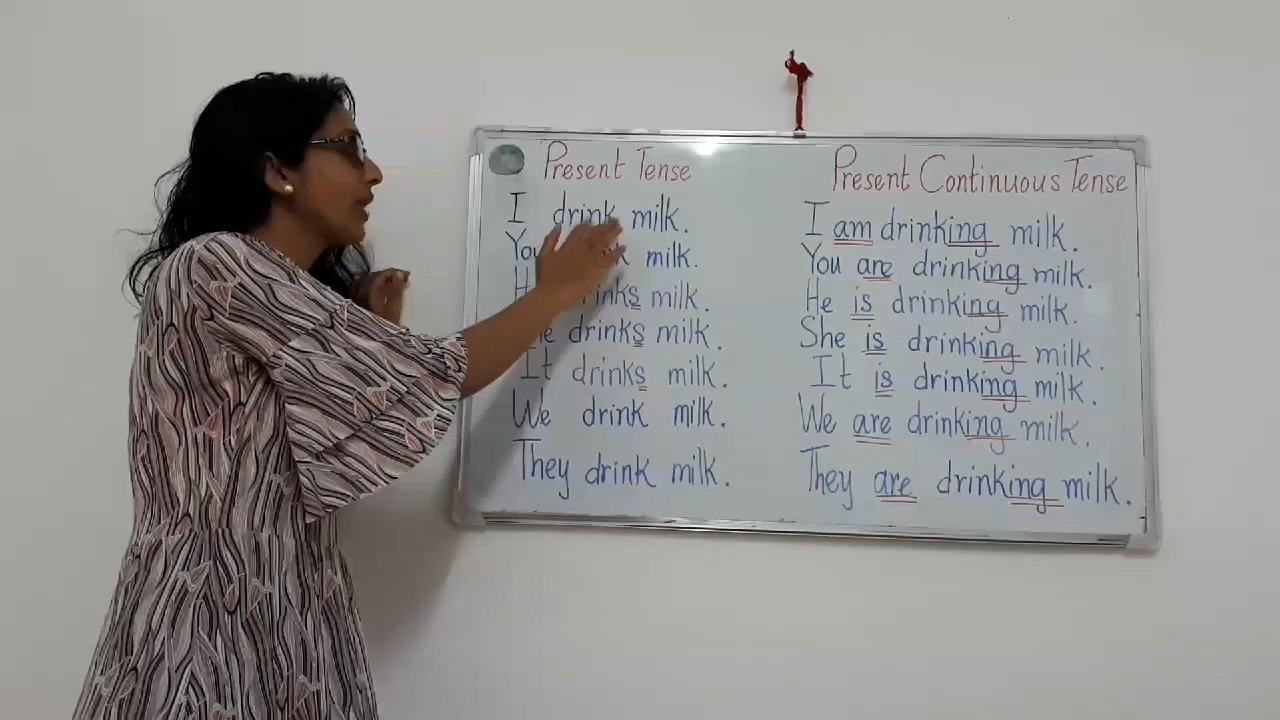 Present Tense
I drink milk.
You milk.
drinks milk.
drinks milk.
It drinks milk.
We drink milk.
They drink milk.
Present Continuous Tense
I am drinking milk.
You are drinking milk.
He is drinking milk.
She is drinking milk.
It is drinking milk.
We are drinking milk.
They are drinking milk.